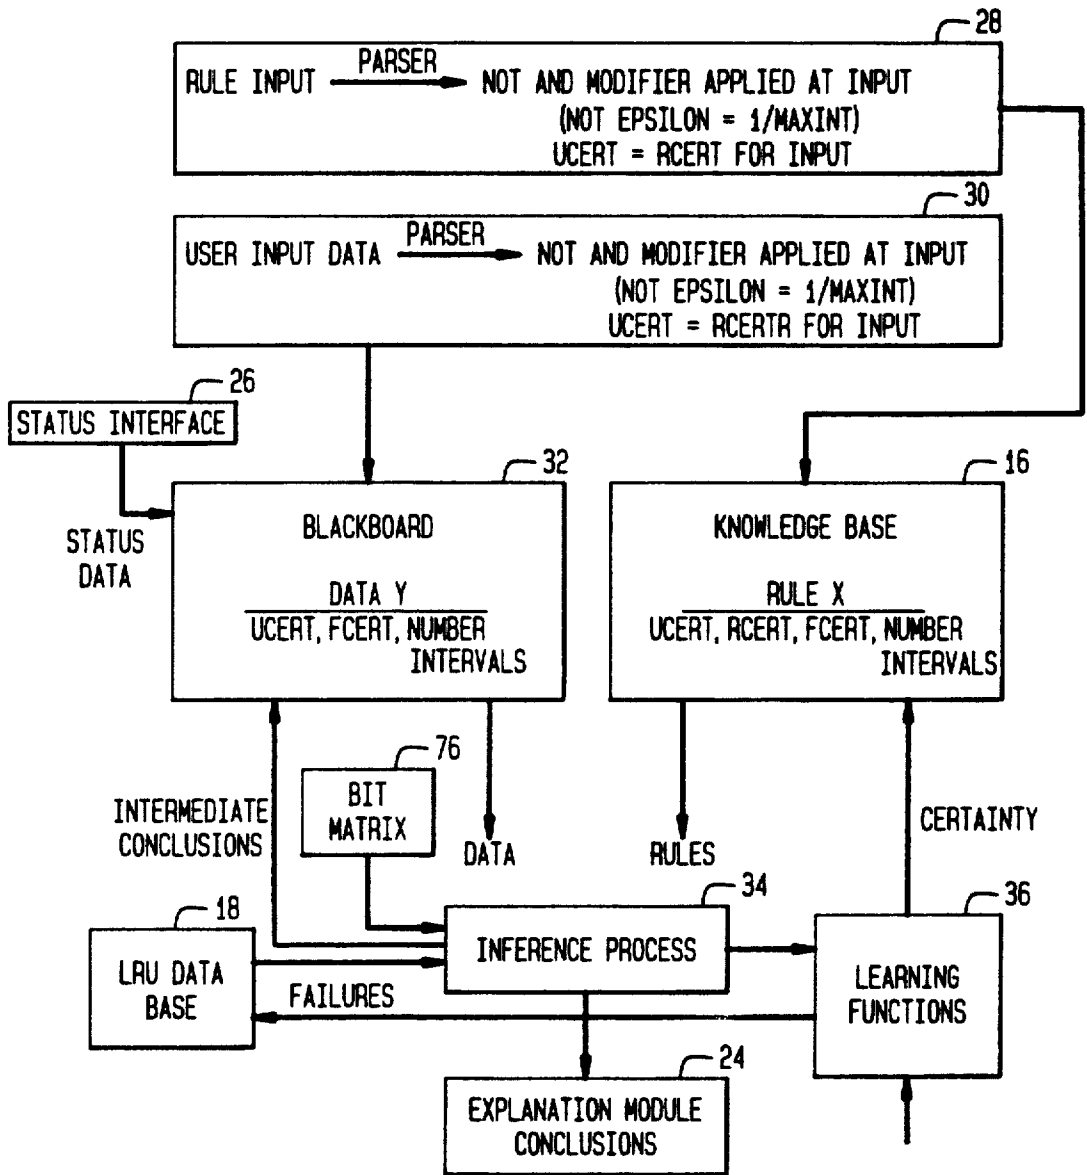 28
RULE INPUT PARSER NOT AND MODIFIER APPLIED AT INPUT
(NOT EPSILON = 1/MAXINT)
UCERT = RCERT FOR INPUT
30
USER INPUT DATA PARSER NOT AND MODIFIER APPLIED AT INPUT
(NOT EPSILON = 1/MAXINT)
UCERT = RCERTR FOR INPUT
26
STATUS INTERFACE
STATUS
DATA
32
BLACKBOARD
DATA Y
UCERT, FCERT, NUMBER
INTERVALS
16
KNOWLEDGE BASE
RULE X
UCERT, RCERT, FCERT, NUMBER
INTERVALS
76
BIT
MATRIX
INTERMEDIATE
CONCLUSIONS
DATA
RULES
CERTAINTY
18
LRU DATA
BASE
34
INFERENCE PROCESS
36
LEARNING
FUNCTIONS
FAILURES
24
EXPLANATION MODULE
CONCLUSIONS